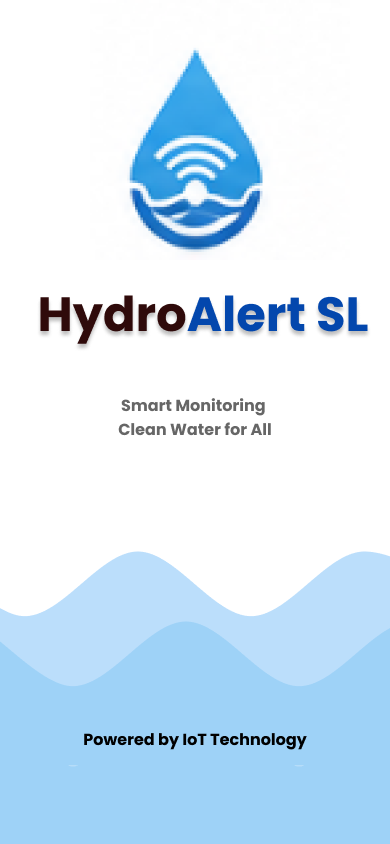 HydroAlert SL
Smart Monitoring
Clean Water for All
Powered by IoT Technology